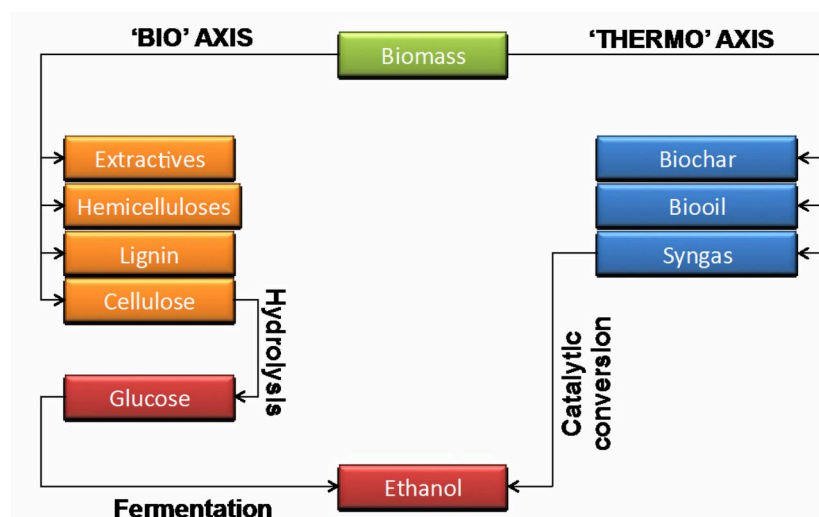 ‘BIO’ AXIS
Biomass
‘THERMO’ AXIS
Extractives
Hemicelluloses
Lignin
Cellulose
Hydrolysis
Glucose
Fermentation
Biochar
Biooil
Syngas
Catalytic
conversion
Ethanol